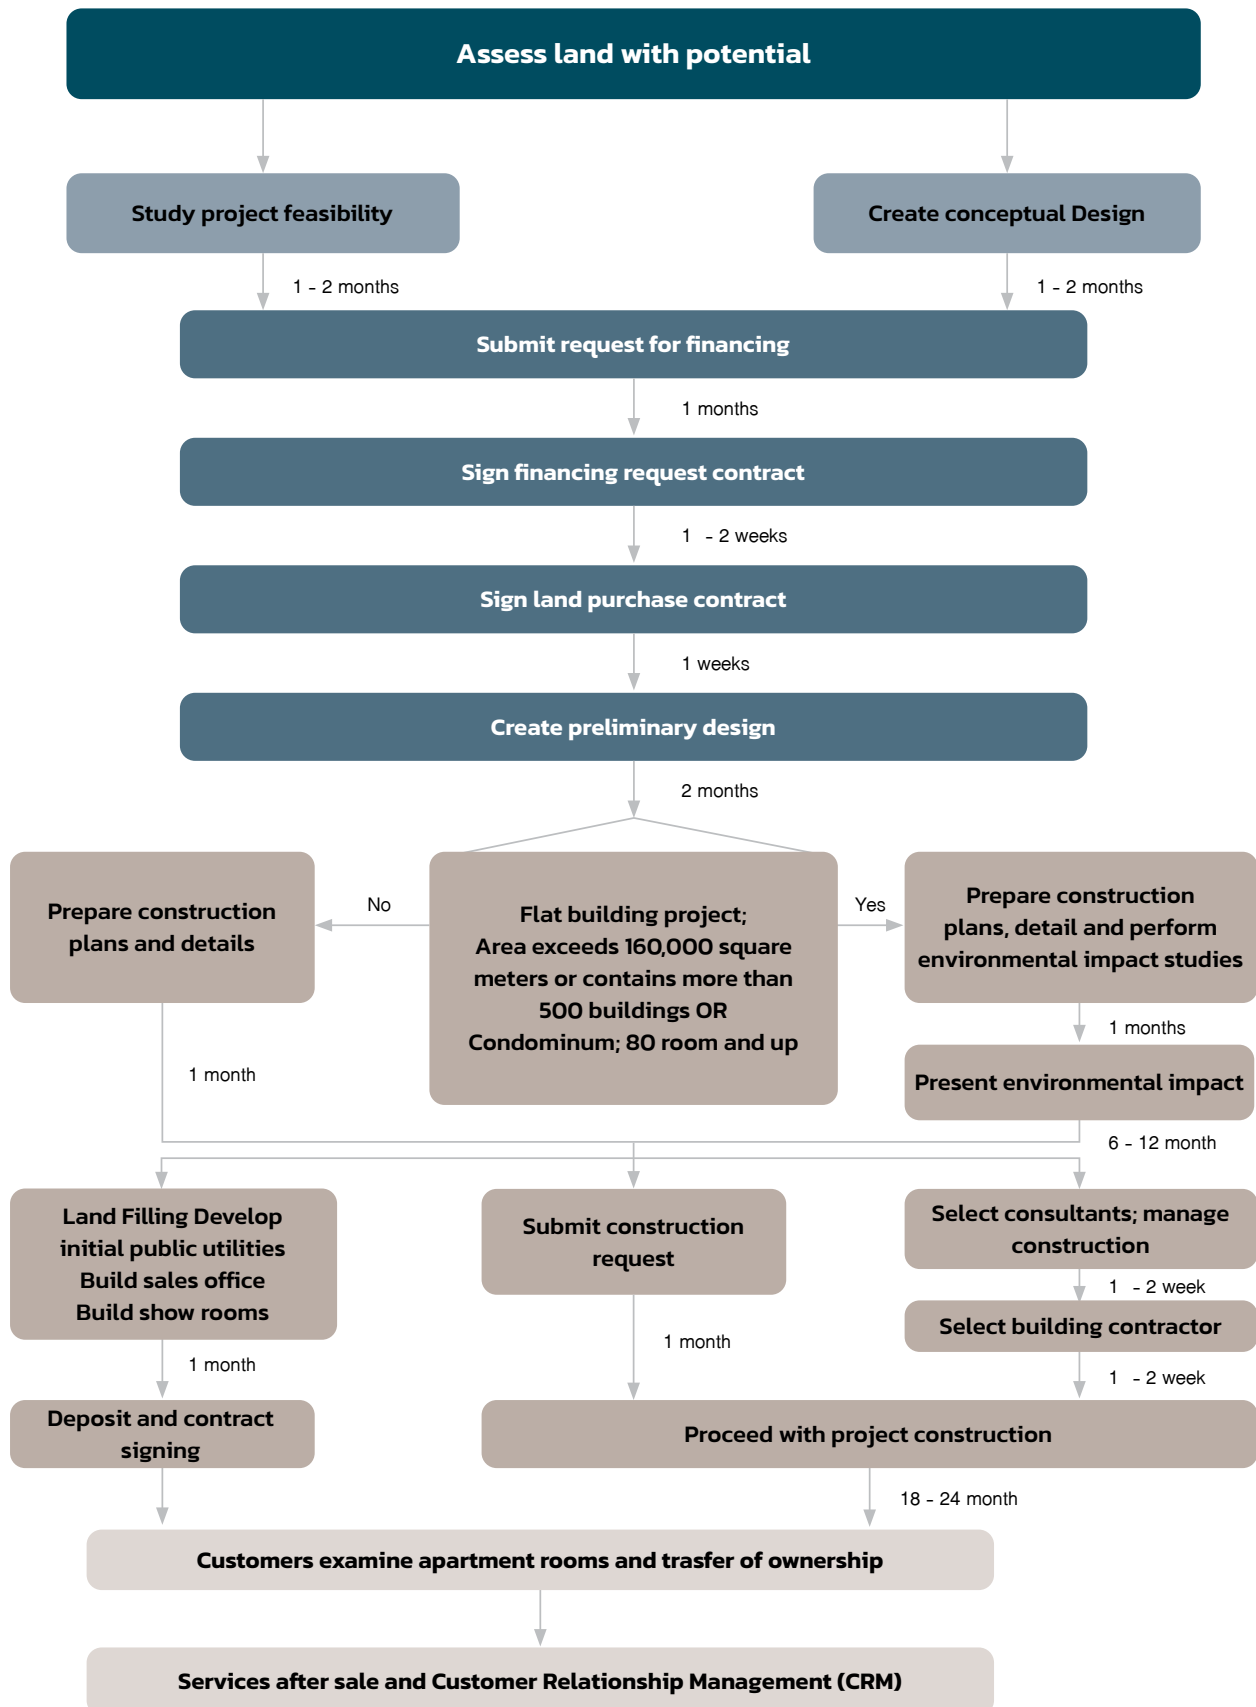 Assess land with potential
Study project feasibility
Create conceptual Design
1 - 2 months
1 - 2 months
Submit request for financing
1 months
Sign financing request contract
1 - 2 weeks
Sign land purchase contract
1 weeks
Create preliminary design
2 months
Prepare construction
plans and details
No
Flat building project;
Area exceeds 160,000 square
meters or contains more than
500 buildings OR
Condominum; 80 room and up
Yes
Prepare construction
plans, detail and perform
environmental impact studies
1 months
1 month
Present environmental impact
6 - 12 month
Land Filling Develop
initial public utilities
Build sales office
Build show rooms
Submit construction
request
Select consultants; manage
construction
1 - 2 week
Select building contractor
1 month
1 month
1 - 2 week
Deposit and contract
signing
Proceed with project construction
18 - 24 month
Customers examine apartment rooms and trasfer of ownership
Services after sale and Customer Relationship Management (CRM)